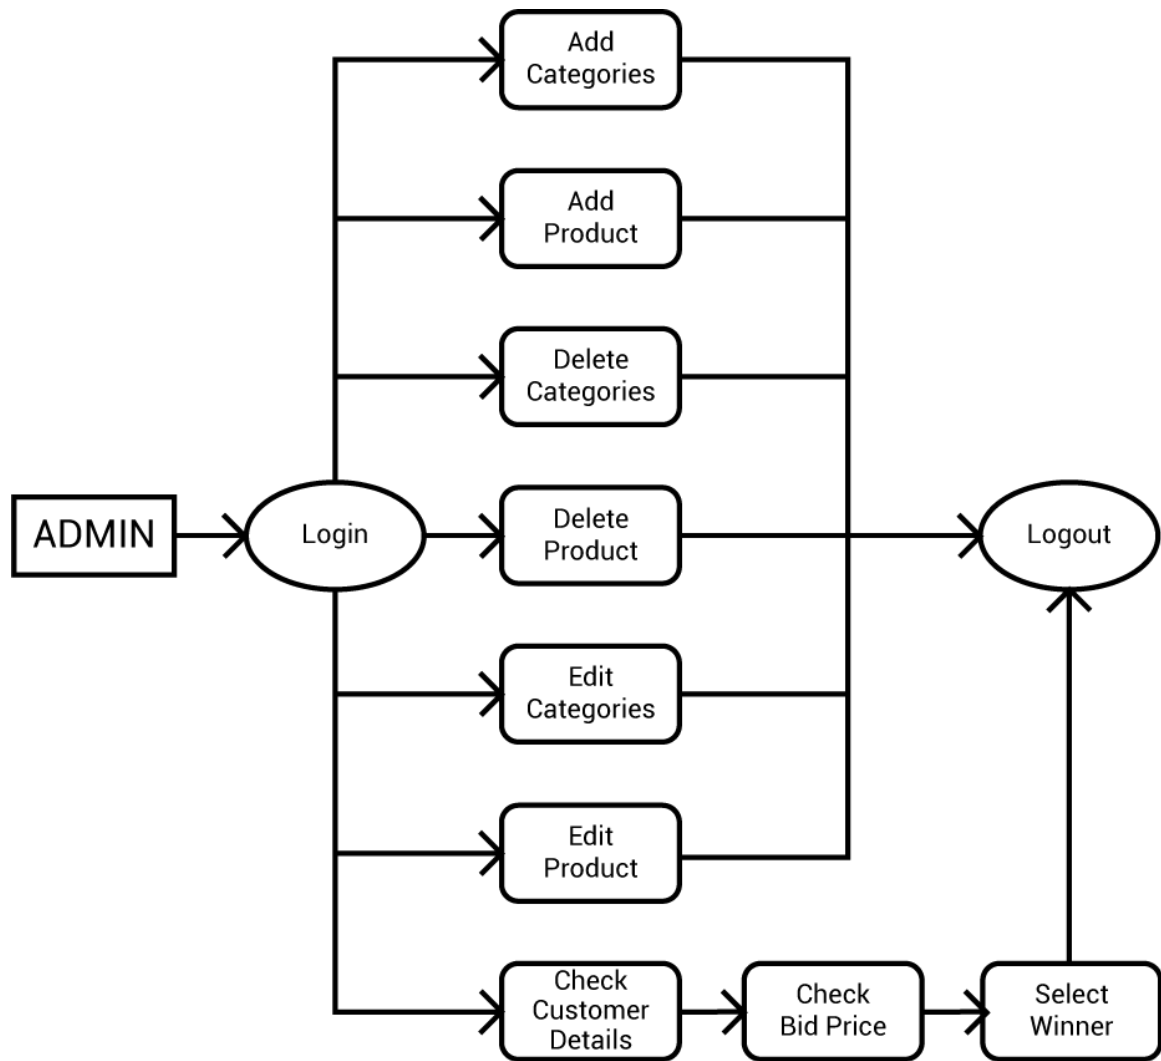 Add
Categories
Add
Product
Delete
Categories
ADMIN
Login
Delete
Product
Logout
Edit
Categories
Edit
Product
Check
Customer
Details
Check
Bid Price
Select
Winner